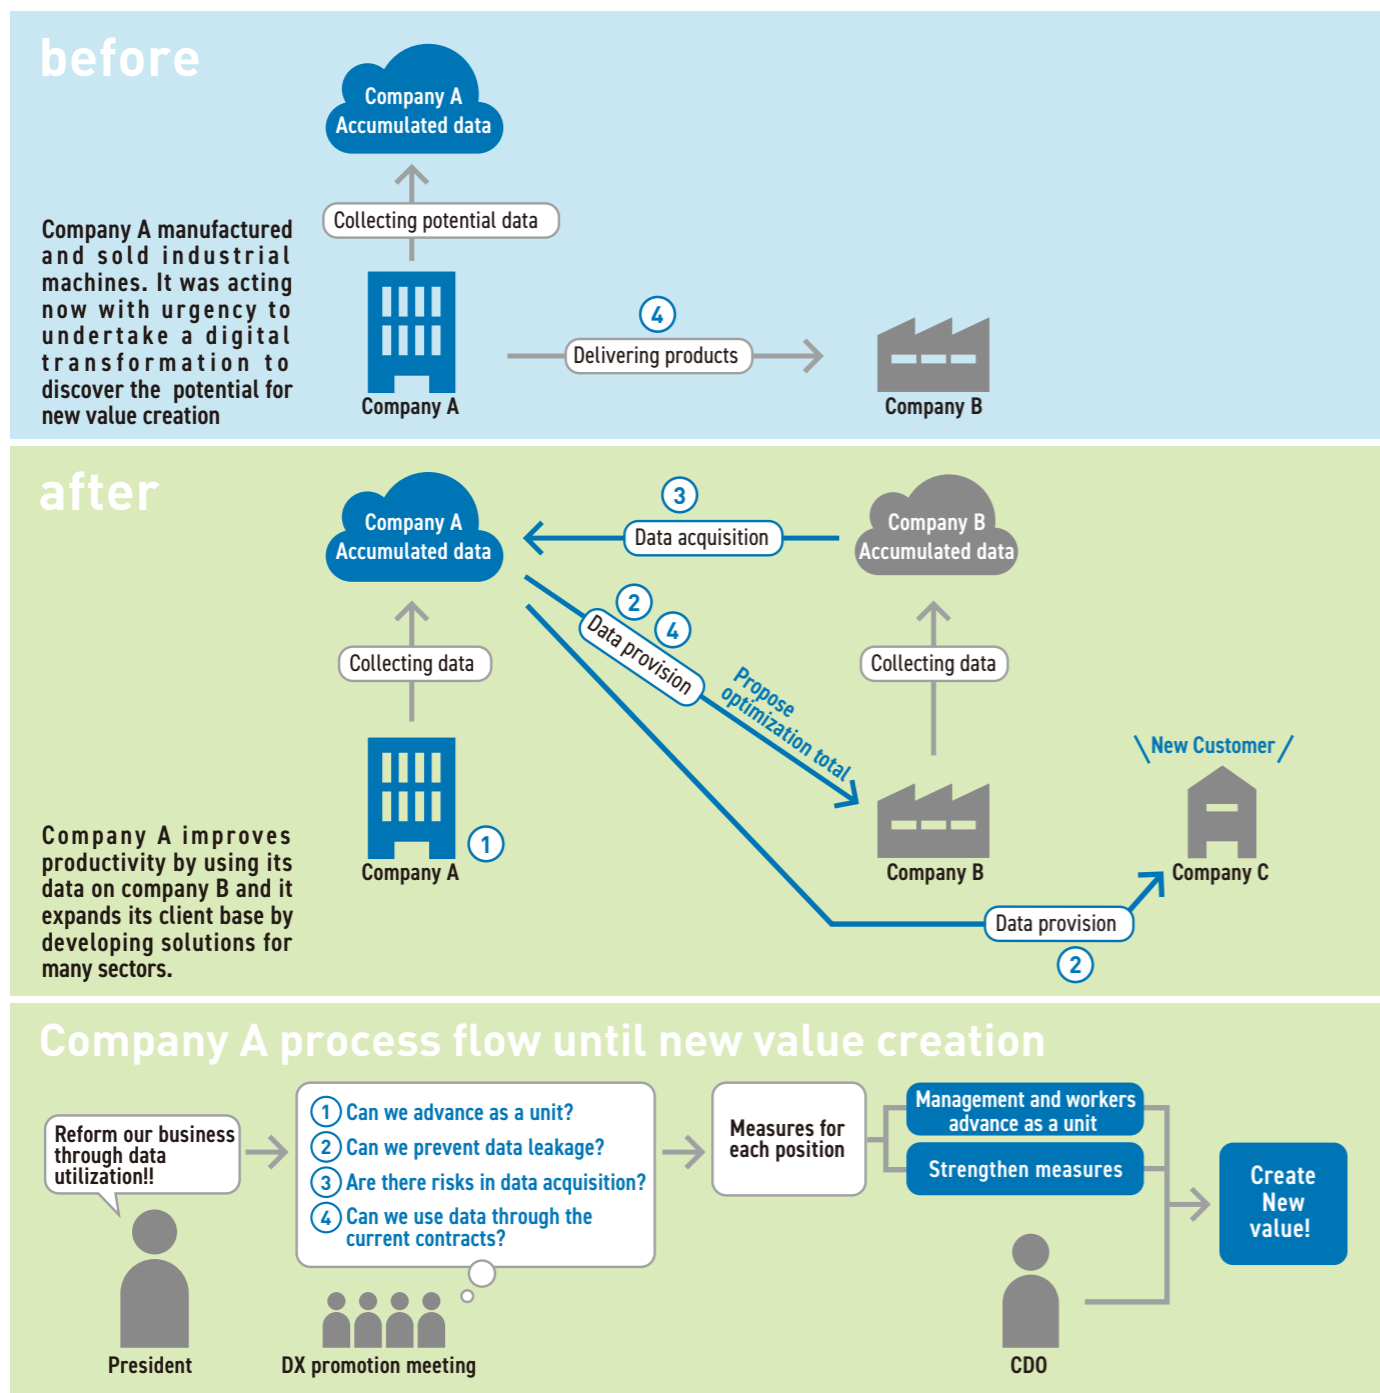 before
Company A
Accumulated data
Collecting potential data
Company A manufactured
and sold industrial
machines. It was acting
now with urgency to
undertake a digital
transformation to
discover the potential for
new value creation
4
Delivering products
Company A
Company B
after
Company A
Accumulated data
3
Data acquisition
Company B
Accumulated data
2
4
Data provision
Propose
optimization total
Collecting data
Collecting data
New Customer
Company A improves
productivity by using its
data on company B and it
expands its client base by
developing solutions for
many sectors.
1
Company A
Company B
Company C
Data provision
2
Company A process flow until new value creation
Reform our business
through data
utilization!!
President
1 Can we advance as a unit?
2 Can we prevent data leakage?
3 Are there risks in data acquisition?
4 Can we use data through the
current contracts?
DX promotion meeting
Measures for
each position
Management and workers
advance as a unit
Strengthen measures
CDO
Create
New
value!